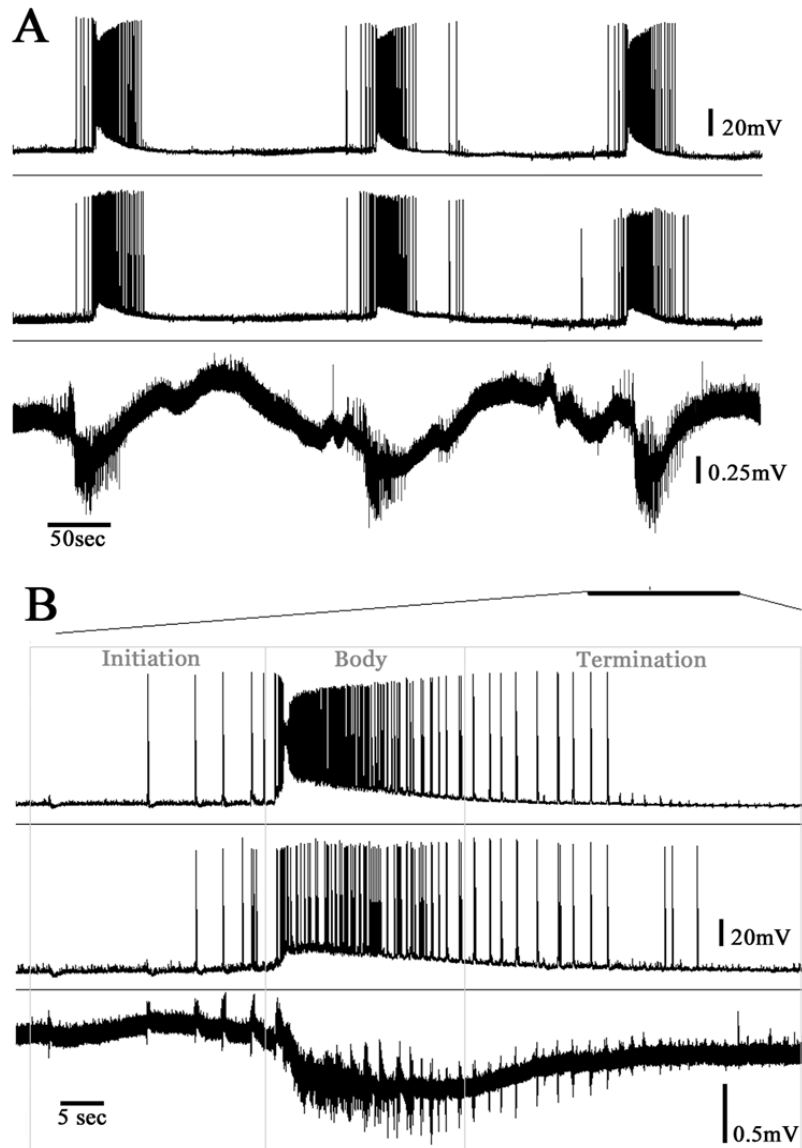 A
20mV
0.25mV
50sec
B
Initiation Body Termination
20mV
5 sec
0.5mV